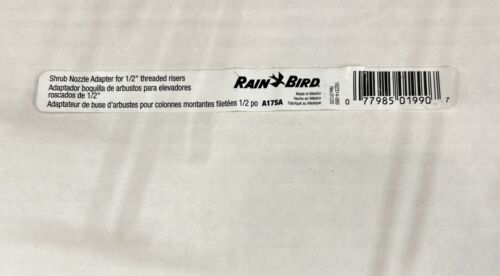 Shrub Nozzle Adapter for 1/2" threaded risers
Adaptador boquilla de arbustos para elevadores
roscados de 1/2"
Adaptateur de buse d'arbustes pour colonnes montantes filetées 1/2 po A17SA
RAIN BIRD
Made in Mexico
Hecho en México
Fabriqué au Mexique
0 77985 01990 7